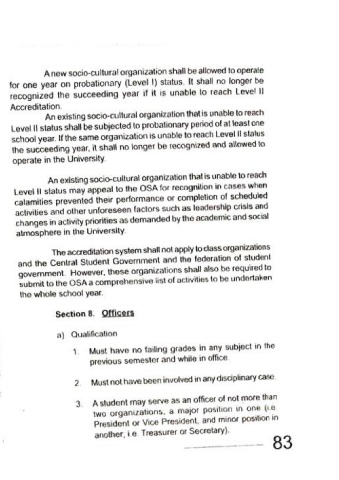 A new socio-cultural organization shall be allowed to operate
for one year on probationary (Level I) status. It shall no longer be
recognized the succeeding year if it is unable to reach Level II
Accreditation.
An existing socio-cultural organization that is unable to reach
Level II status shall be subjected to probationary period of at least one
school year. If the same organization is unable to reach Level II status
the succeeding year, it shall no longer be recognized and allowed to
operate in the University.
An existing socio-cultural organization that is unable to reach
Level II status may appeal to the OSA for recognition in cases when
calamities prevented their performance or completion of scheduled
activities and other unforeseen factors such as leadership crisis and
changes in activity priorities as demanded by the academic and social
atmosphere in the University.
The accreditation system shall not apply to class organizations
and the Central Student Government and the federation of student
government. However, these organizations shall also be required to
submit to the OSA a comprehensive list of activities to be undertaken
the whole school year.
Section 8. Officers
a) Qualification
1. Must have no failing grades in any subject in the
previous semester and while in office.
2. Must not have been involved in any disciplinary case.
3. A student may serve as an officer of not more than
two organizations, a major position in one (i.e.
President or Vice President, and minor position in
another, i.e. Treasurer or Secretary).
83